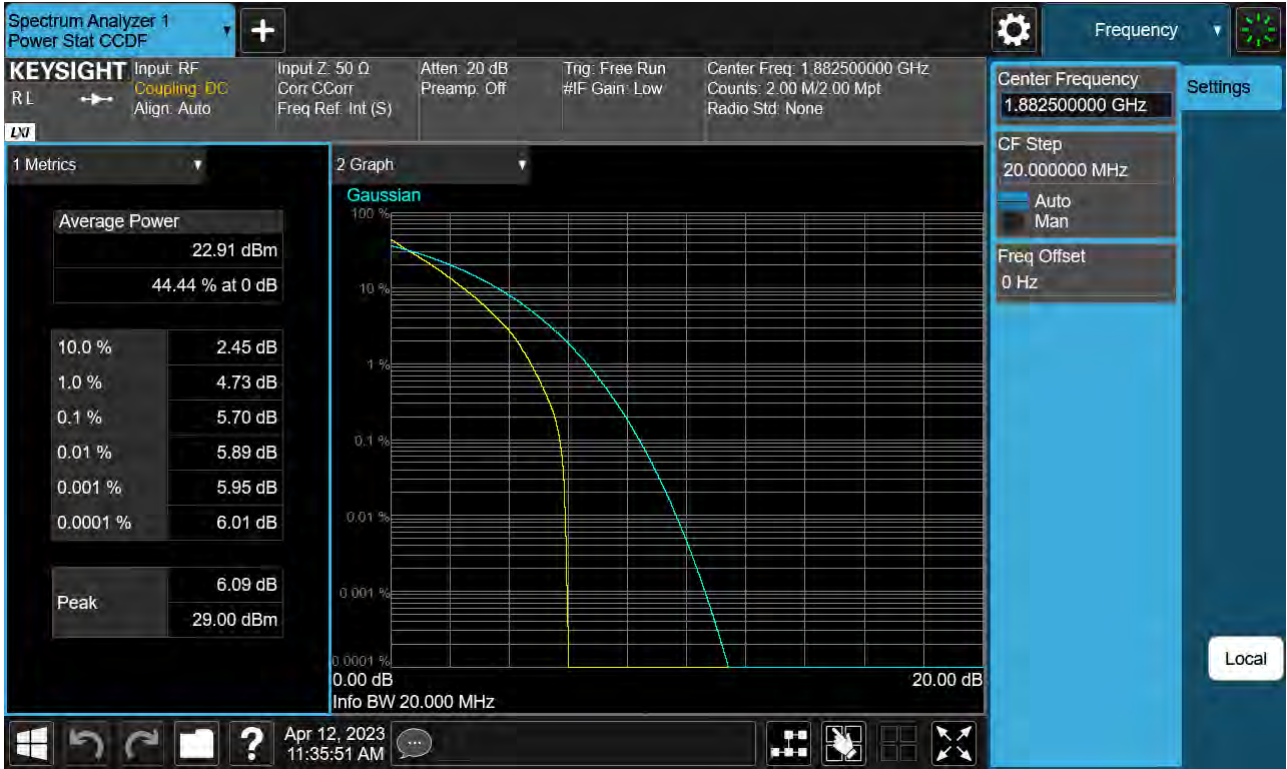 Spectrum Analyzer 1
Power Stat CCDF
Frequency
KEYSIGHT
R L
LXI
Input: RF
Coupling: DC
Align: Auto
Input Z: 50 Ω
Corr CCorr
Freq Ref: Int (S)
Atten: 20 dB
Preamp: Off
Trig: Free Run
#IF Gain: Low
Center Freq: 1.882500000 GHz
Counts: 2.00 M/2.00 Mpt
Radio Std: None
Center Frequency
1.882500000 GHz
Settings
CF Step
20.000000 MHz
Auto
Man
Freq Offset
0 Hz
1 Metrics
Average Power
22.91 dBm
44.44 % at 0 dB
10.0 % 2.45 dB
1.0 % 4.73 dB
0.1 % 5.70 dB
0.01 % 5.89 dB
0.001 % 5.95 dB
0.0001 % 6.01 dB
Peak
6.09 dB
29.00 dBm
2 Graph
Gaussian
100 %
10 %
1 %
0.1 %
0.01 %
0.001 %
0.0001 %
0.00 dB 20.00 dB
Info BW 20.000 MHz
Local
?
Apr 12, 2023
11:35:51 AM